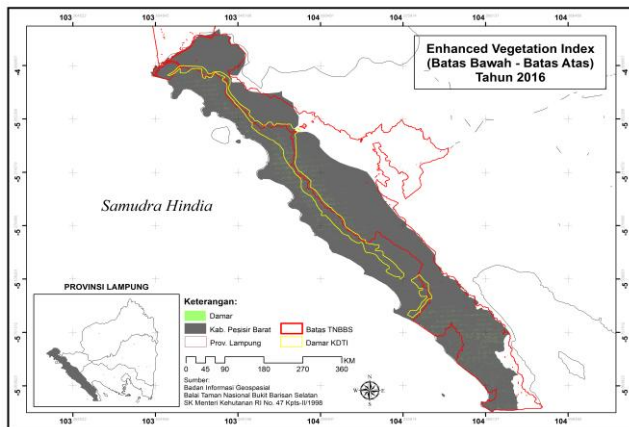 103 103 103 104 104 104 104
Enhanced Vegetation Index
(Batas Bawah - Batas Atas)
Tahun 2016
Samudra Hindia
PROVINSI LAMPUNG
Keterangan:
Damar
Kab. Pesisir Barat
Prov. Lampung
Batas TNBBS
Damar KDTI
0 45 90 180 270 360
KM
Sumber:
Badan Informasi Geospasial
Balai Taman Nasional Bukit Barisan Selatan
SK Menteri Kehutanan RI No. 47 Kpts-II/1998
N
W E
S
103 103 103 104 104 104 104